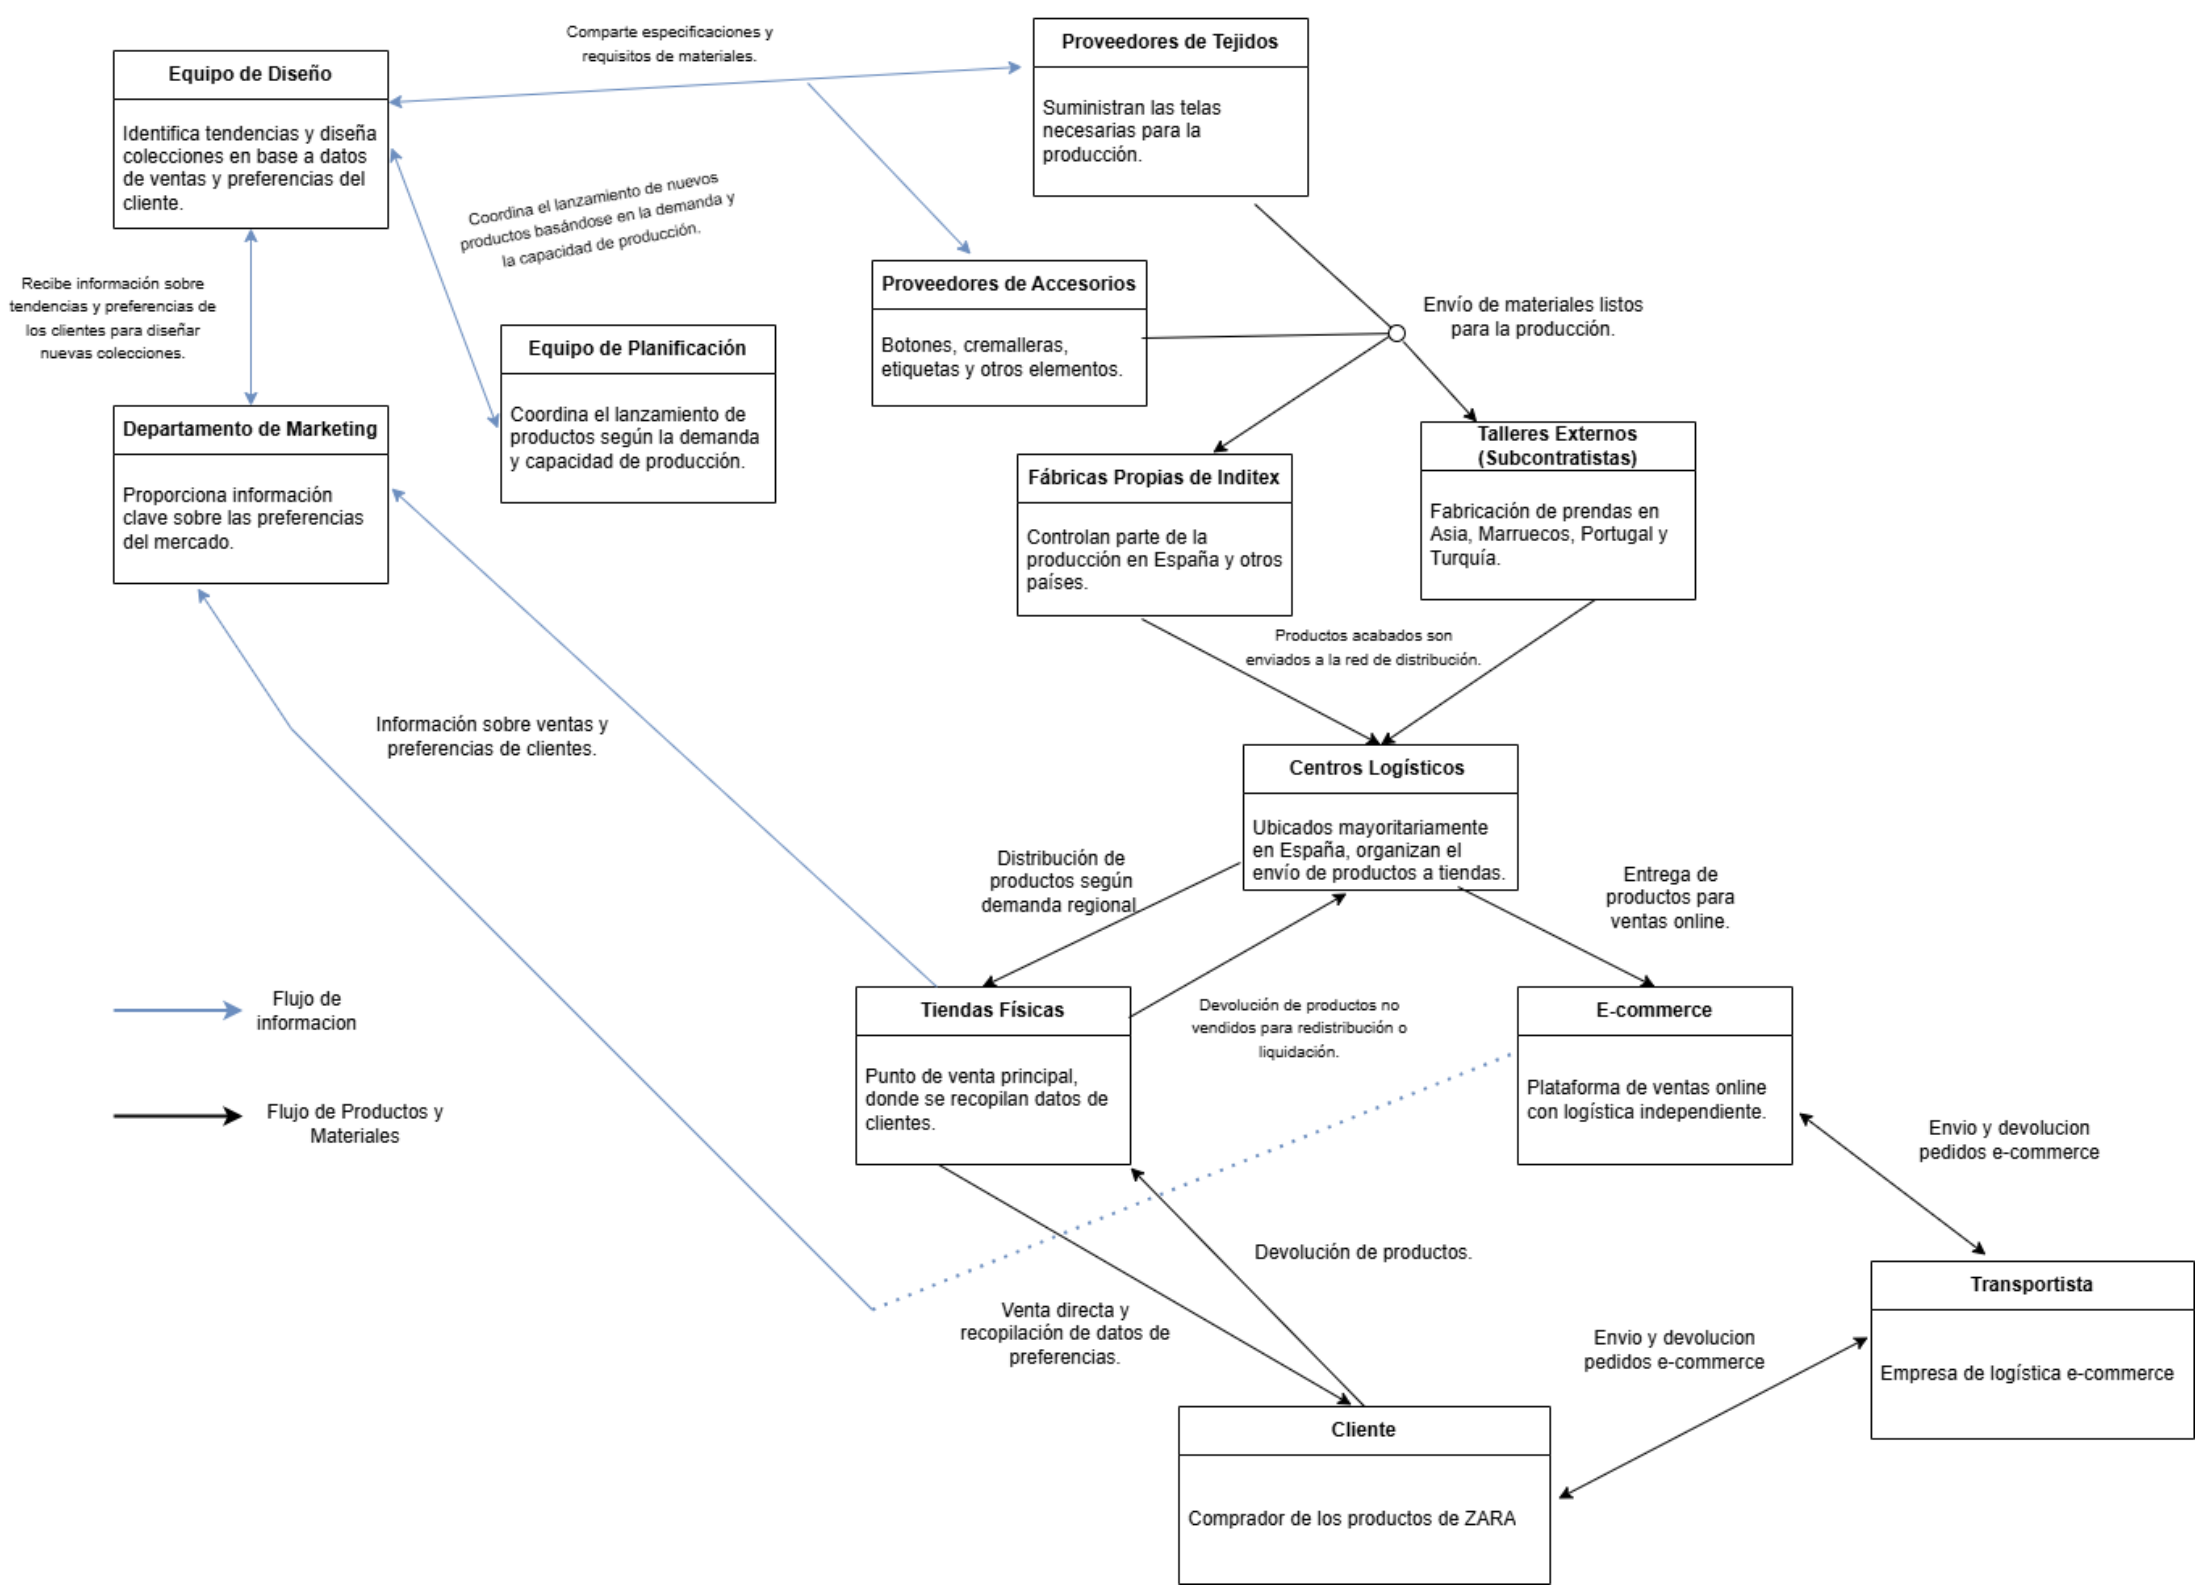 Comparte especificaciones y
requisitos de materiales.
Proveedores de Tejidos
Suministran las telas
necesarias para la
producción.
Equipo de Diseño
Identifica tendencias y diseña
colecciones en base a datos
de ventas y preferencias del
cliente.
Coordina el lanzamiento de nuevos
productos basándose en la demanda y
la capacidad de producción.
Recibe información sobre
tendencias y preferencias de
los clientes para diseñar
nuevas colecciones.
Proveedores de Accesorios
Botones, cremalleras,
etiquetas y otros elementos.
Envío de materiales listos
para la producción.
Equipo de Planificación
Coordina el lanzamiento de
productos según la demanda
y capacidad de producción.
Departamento de Marketing
Proporciona información
clave sobre las preferencias
del mercado.
Fábricas Propias de Inditex
Controlan parte de la
producción en España y otros
países.
Talleres Externos
(Subcontratistas)
Fabricación de prendas en
Asia, Marruecos, Portugal y
Turquía.
Productos acabados son
enviados a la red de distribución.
Información sobre ventas y
preferencias de clientes.
Centros Logísticos
Ubicados mayoritariamente
en España, organizan el
envío de productos a tiendas.
Distribución de
productos según
demanda regional
Entrega de
productos para
ventas online.
Flujo de
informacion
Flujo de Productos y
Materiales
Tiendas Físicas
Punto de venta principal,
donde se recopilan datos de
clientes.
Devolución de productos no
vendidos para redistribución o
liquidación.
E-commerce
Plataforma de ventas online
con logística independiente.
Envio y devolucion
pedidos e-commerce
Devolución de productos.
Venta directa y
recopilación de datos de
preferencias.
Transportista
Empresa de logística e-commerce
Envio y devolucion
pedidos e-commerce
Cliente
Comprador de los productos de ZARA